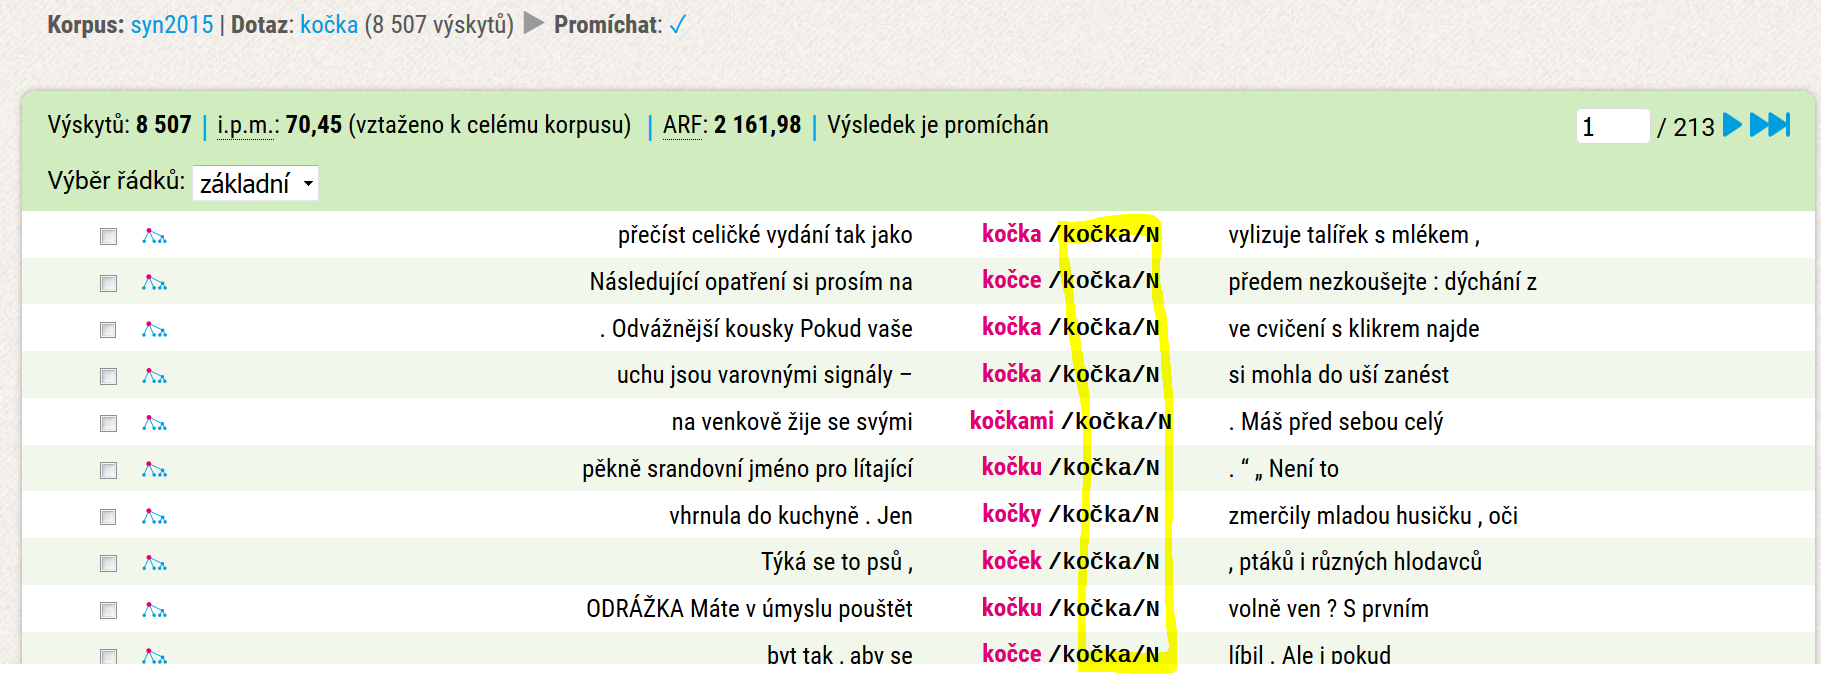 Korpus: syn2015 | Dotaz: kočka (8 507 výskytů) ▶ Promíchat: ✓
Výskytů: 8 507 | i.p.m.: 70,45 (vztaženo k celému korpusu) | ARF: 2 161,98 | Výsledek je promíchán
1 / 213
Výběr řádků: základní
přečíst celičké vydání tak jako kočka /kočka/N vylizuje talířek s mlékem ,
Následující opatření si prosím na kočce /kočka/N předem nezkoušejte : dýchání z
. Odvážnější kousky Pokud vaše kočka /kočka/N ve cvičení s klikrem najde
uchu jsou varovnými signály – kočka /kočka/N si mohla do uší zanést
na venkově žije se svými kočkami /kočka/N . Máš před sebou celý
pěkně srandovní jméno pro lítající kočku /kočka/N . “ „ Není to
vhrnula do kuchyně . Jen kočky /kočka/N zmerčily mladou husičku , oči
Týká se to psů , koček /kočka/N , ptáků i různých hlodavců
ODRÁŽKA Máte v úmyslu pouštět kočku /kočka/N volně ven ? S prvním
byt tak , aby se kočce /kočka/N líbil . Ale i pokud